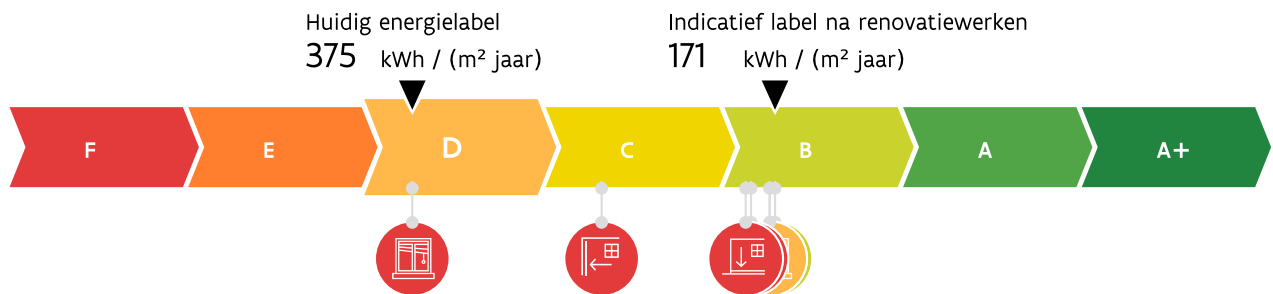 Huidig energielabel
375 kWh / (m² jaar)
Indicatief label na renovatiewerken
171 kWh / (m² jaar)
F E D C B A A+